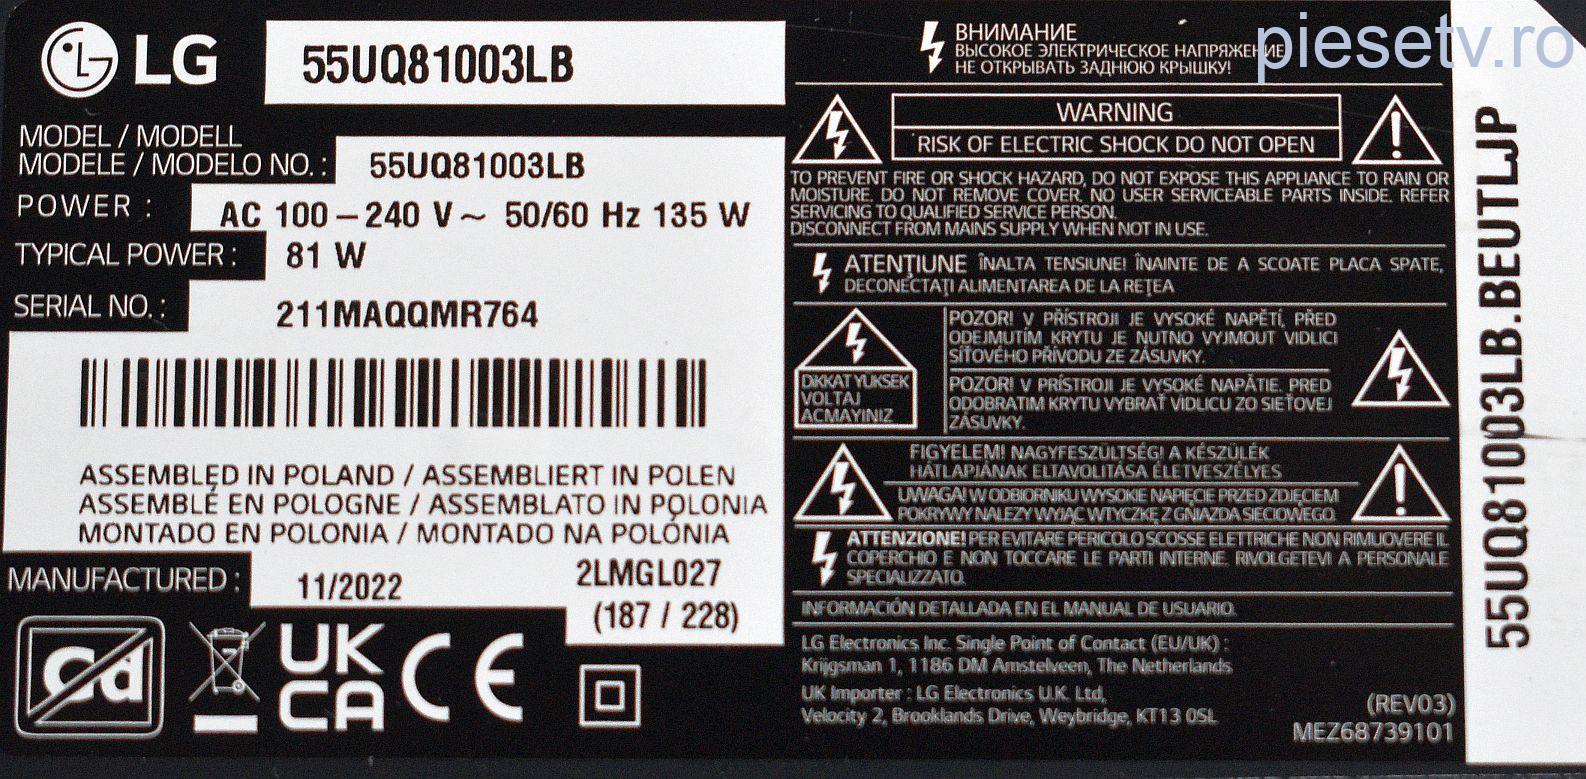 LG
55UQ81003LB
MODEL / MODELL
MODELE / MODELO NO. :
55UQ81003LB
POWER :
AC 100 – 240 V ~ 50/60 Hz 135 W
TYPICAL POWER :
81 W
SERIAL NO. :
211MAQQMR764
ASSEMBLED IN POLAND / ASSEMBLIERT IN POLEN
ASSEMBLÉ EN POLOGNE / ASSEMBLATO IN POLONIA
MONTADO EN POLONIA / MONTADO NA POLÓNIA
MANUFACTURED :
11/2022
2LMGL027
(187 / 228)
Cd
UK
CA
CE
ВНИМАНИЕ
ВЫСОКОЕ ЭЛЕКТРИЧЕСКОЕ НАПРЯЖЕНИЕ
НЕ ОТКРЫВАТЬ ЗАДНЮЮ КРЫШКУ!
piesetv.ro
WARNING
RISK OF ELECTRIC SHOCK DO NOT OPEN
TO PREVENT FIRE OR SHOCK HAZARD, DO NOT EXPOSE THIS APPLIANCE TO RAIN OR
MOISTURE. DO NOT REMOVE COVER. NO USER SERVICEABLE PARTS INSIDE. REFER
SERVICING TO QUALIFIED SERVICE PERSON.
DISCONNECT FROM MAINS SUPPLY WHEN NOT IN USE.
ATENȚIUNE ÎNALTA TENSIUNE! ÎNAINTE DE A SCOATE PLACA SPATE,
DECONECTAȚI ALIMENTAREA DE LA REȚEA
DIKKAT YUKSEK
VOLTAJ
ACMAYINIZ
POZOR! V PŘÍSTROJI JE VYSOKÉ NAPĚTÍ, PŘED
ODEJMUTÍM KRYTU JE NUTNO VYJMOUT VIDLICI
SÍŤOVÉHO PŘÍVODU ZE ZÁSUVKY.
POZOR! V PRÍSTROJI JE VYSOKÉ NAPÄTIE. PRED
ODOBRATIM KRYTU VYBRAŤ VIDLICU ZO SIEŤOVEJ
ZÁSUVKY.
FIGYELEM! NAGYFESZÜLTSÉG! A KÉSZÜLÉK
HÁTLAPJÁNAK ELTAVOLITÁSA ÉLETVESZÉLYES
UWAGA! W ODBIORNIKU WYSOKIE NAPIĘCIE PRZED ZDJĘCIEM
POKRYWY NALEŻY WYJĄĆ WTYCZKĘ Z GNIAZDA SIECIOWEGO.
ATTENZIONE! PER EVITARE PERICOLO SCOSSE ELETTRICHE NON RIMUOVERE IL
COPERCHIO E NON TOCCARE LE PARTI INTERNE. RIVOLGETEVI A PERSONALE
SPECIALIZZATO.
INFORMACIÓN DETALLADA EN EL MANUAL DE USUARIO.
LG Electronics Inc. Single Point of Contact (EU/UK) :
Krijgsman 1, 1186 DM Amstelveen, The Netherlands
UK Importer : LG Electronics U.K. Ltd,
Velocity 2, Brooklands Drive, Weybridge, KT13 0SL
(REV03)
MEZ68739101
55UQ81003LB.BEUTLJP